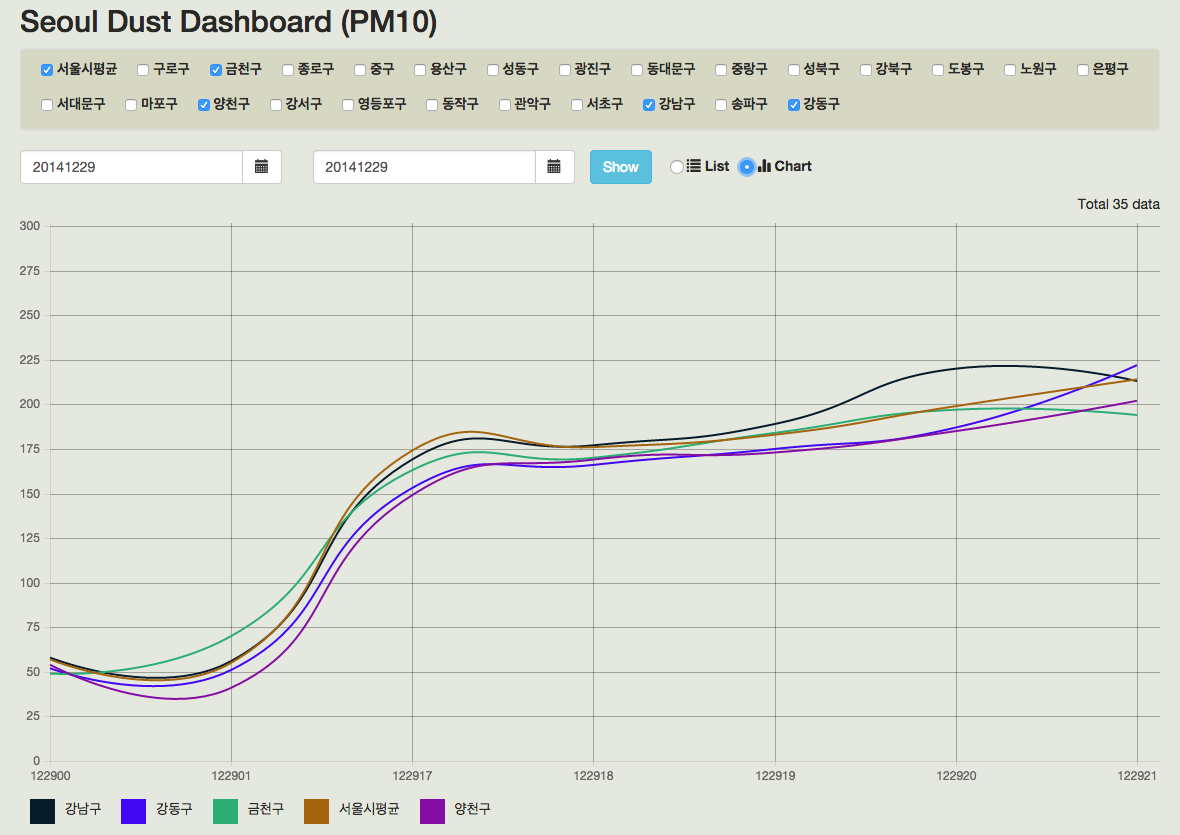 Seoul Dust Dashboard (PM10)
서울시평균 구로구 금천구 종로구 중구 용산구 성동구 광진구 동대문구 중랑구 성북구 강북구 도봉구 노원구 은평구
서대문구 마포구 양천구 강서구 영등포구 동작구 관악구 서초구 강남구 송파구 강동구
20141229 20141229 Show List Chart
Total 35 data
300
275
250
225
200
175
150
125
100
75
50
25
0
122900 122901 122917 122918 122919 122920 122921
강남구 강동구 금천구 서울시평균 양천구